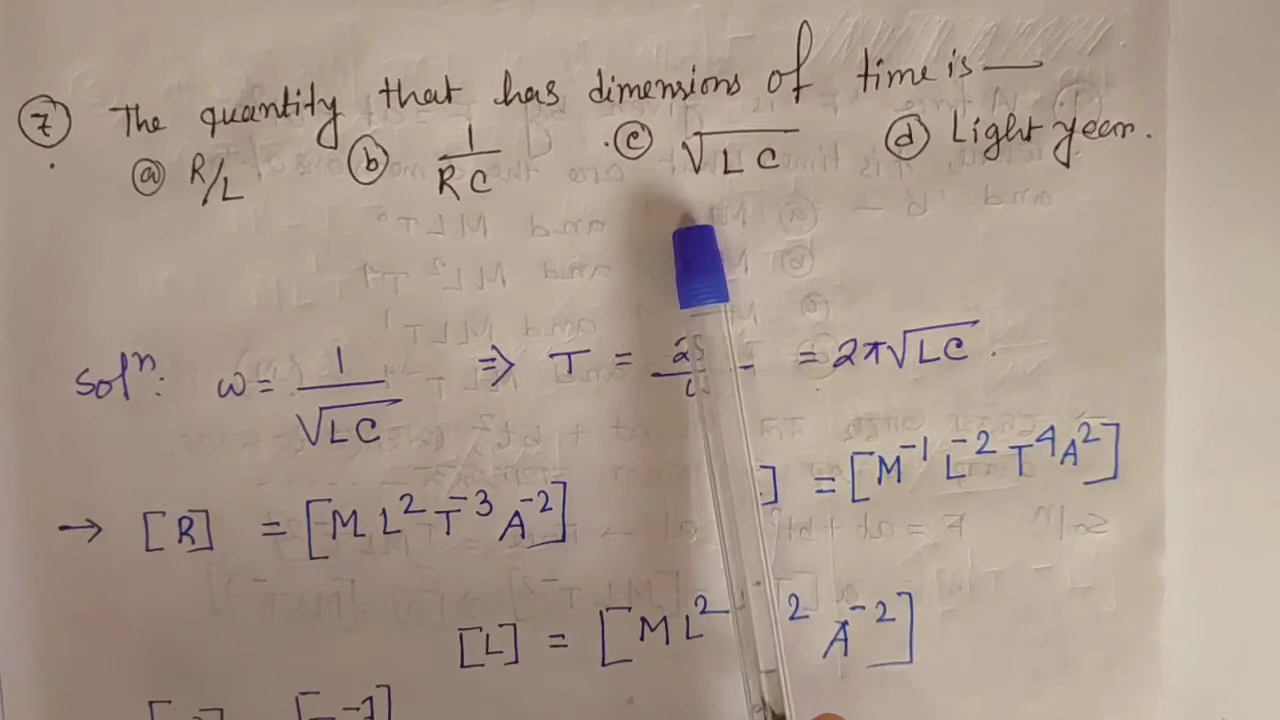 ⑦ The quantity that has dimensions of time is —
ⓐ R/L ⓑ 1/RC ⓒ √LC ⓓ Light year.
Solⁿ: ω = 1/√LC ⇒ T = = 2π√LC.
→ [R] = [M L² T⁻³ A⁻²] ] = [M⁻¹ L⁻² T⁴ A²]
[L] = [M L² ² A⁻²]